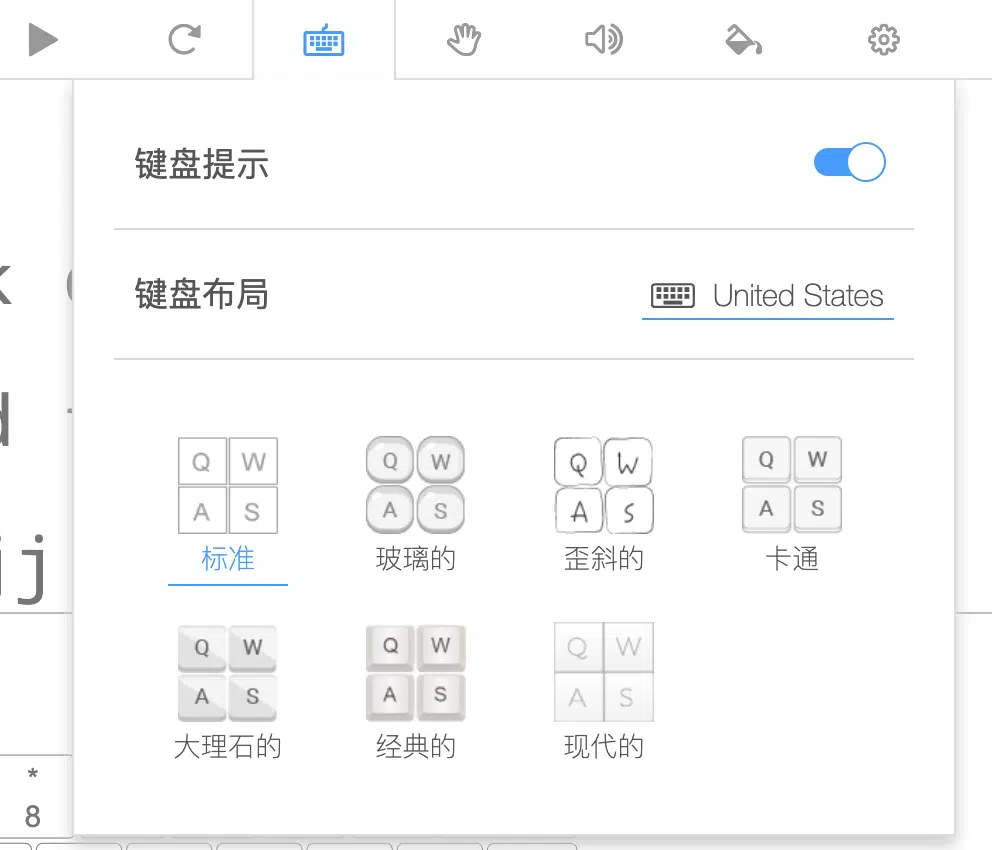 键盘提示
键盘布局 United States
Q W Q W Q W Q W
A S A S A S A S
标准 玻璃的 歪斜的 卡通
Q W Q W Q W
A S A S A S
大理石的 经典的 现代的
k
d
jj
*
8